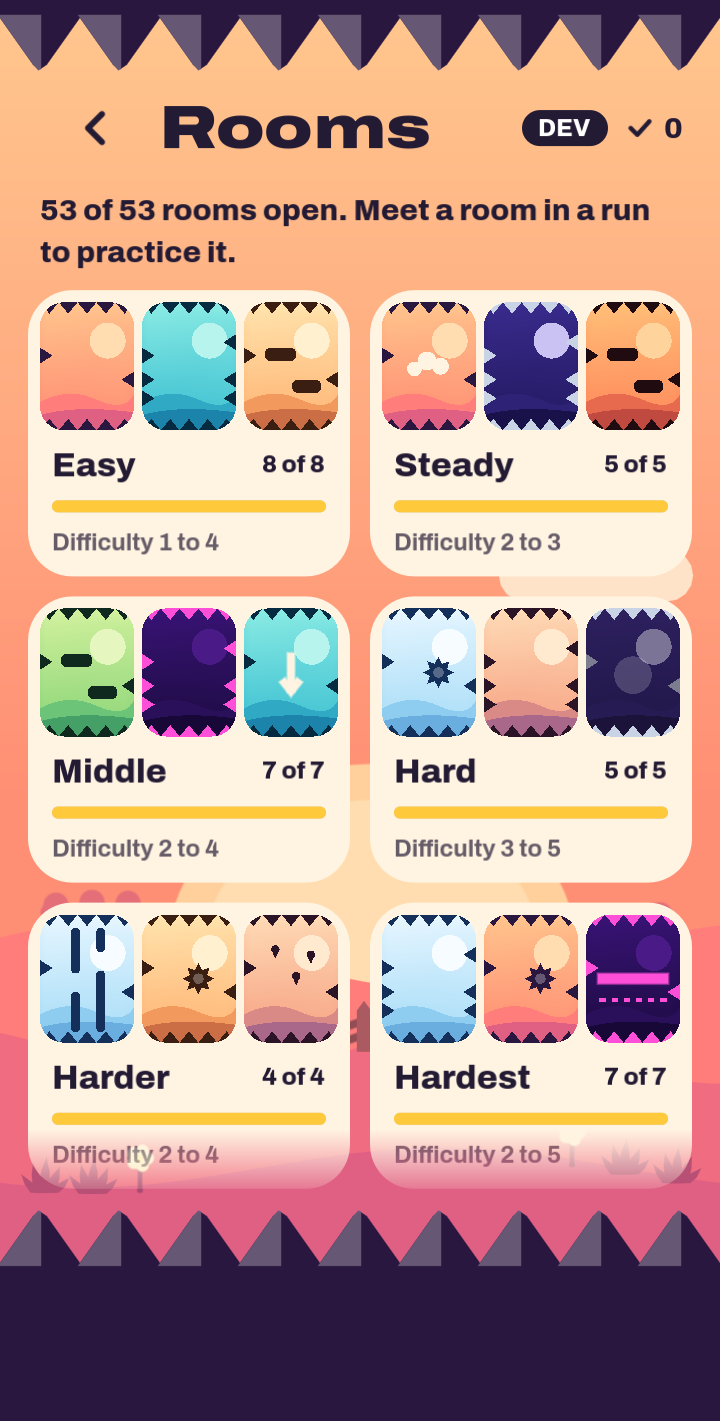 Rooms
DEV
0
53 of 53 rooms open. Meet a room in a run
to practice it.
Easy
8 of 8
Difficulty 1 to 4
Steady
5 of 5
Difficulty 2 to 3
Middle
7 of 7
Difficulty 2 to 4
Hard
5 of 5
Difficulty 3 to 5
Harder
4 of 4
Difficulty 2 to 4
Hardest
7 of 7
Difficulty 2 to 5